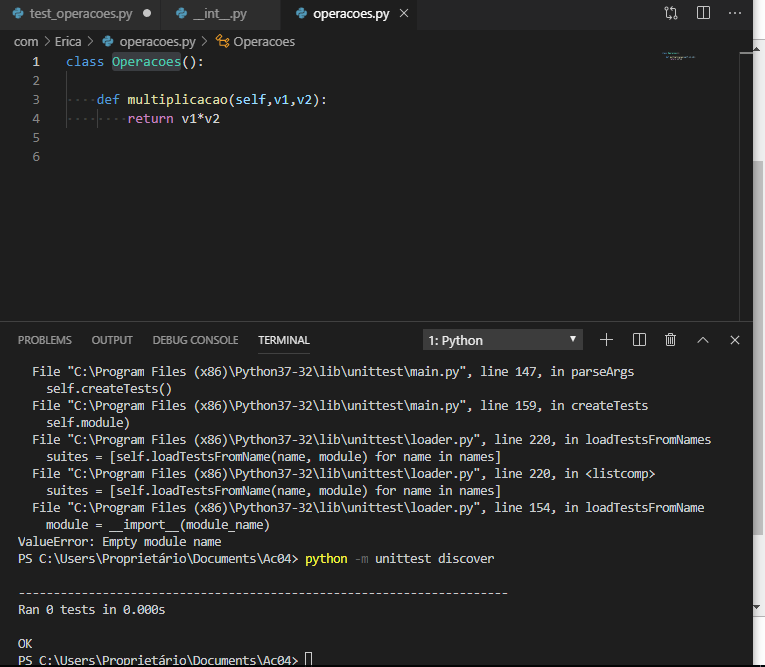 test_operacoes.py ● __int__.py operacoes.py ×
com > Erica > operacoes.py > Operacoes
1 class Operacoes():
2
3 ····def multiplicacao(self,v1,v2):
4 ········return v1*v2
5
6
PROBLEMS OUTPUT DEBUG CONSOLE TERMINAL 1: Python
File "C:\Program Files (x86)\Python37-32\lib\unittest\main.py", line 147, in parseArgs
self.createTests()
File "C:\Program Files (x86)\Python37-32\lib\unittest\main.py", line 159, in createTests
self.module)
File "C:\Program Files (x86)\Python37-32\lib\unittest\loader.py", line 220, in loadTestsFromNames
suites = [self.loadTestsFromName(name, module) for name in names]
File "C:\Program Files (x86)\Python37-32\lib\unittest\loader.py", line 220, in <listcomp>
suites = [self.loadTestsFromName(name, module) for name in names]
File "C:\Program Files (x86)\Python37-32\lib\unittest\loader.py", line 154, in loadTestsFromName
module = __import__(module_name)
ValueError: Empty module name
PS C:\Users\Proprietário\Documents\Ac04> python -m unittest discover
----------------------------------------------------------------------
Ran 0 tests in 0.000s
OK
PS C:\Users\Proprietário\Documents\Ac04>